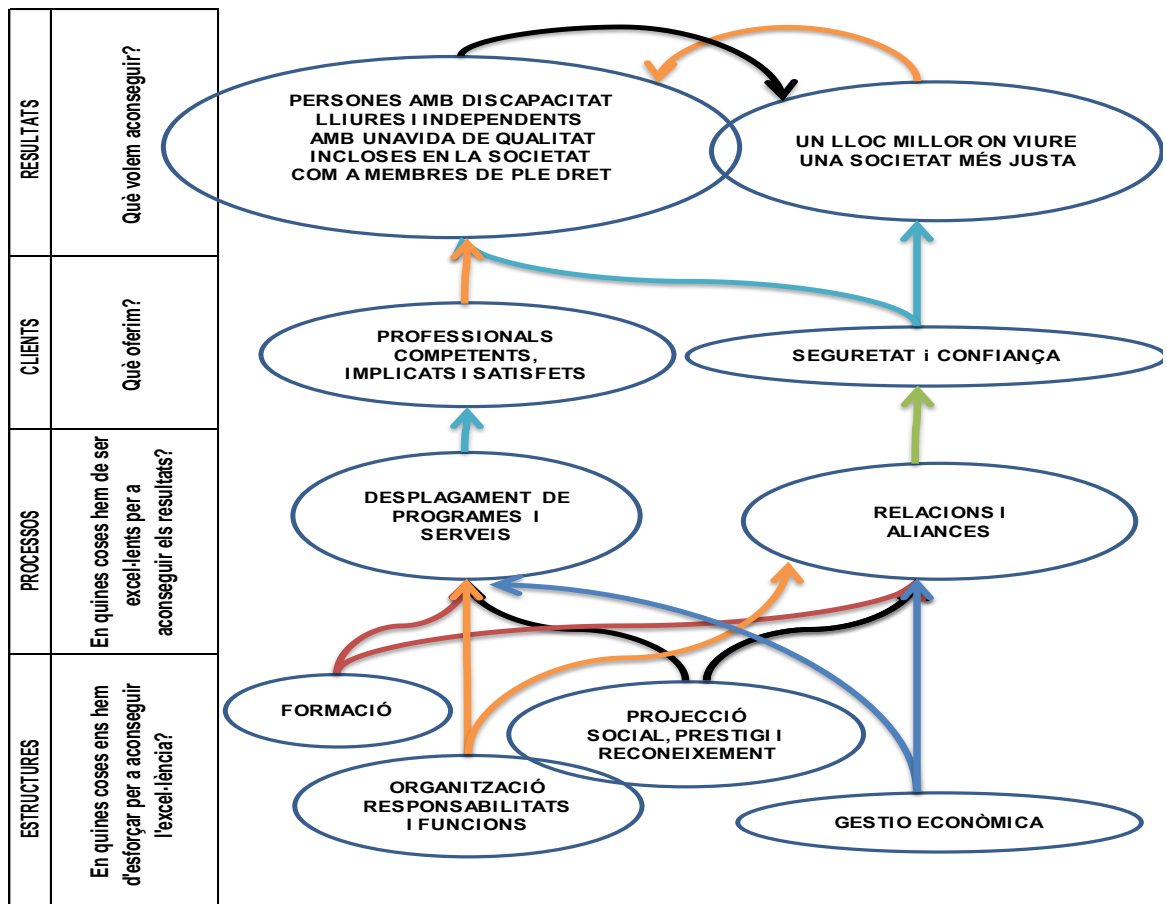 RESULTATS
Què volem aconseguir?
PERSONES AMB DISCAPACITAT
LLIURES I INDEPENDENTS
AMB UNAVIDA DE QUALITAT
INCLOSES EN LA SOCIETAT
COM A MEMBRES DE PLE DRET
UN LLOC MILLOR ON VIURE
UNA SOCIETAT MÉS JUSTA
CLIENTS
Què oferim?
PROFESSIONALS
COMPETENTS,
IMPLICATS I SATISFETS
SEGURETAT i CONFIANÇA
PROCESSOS
En quines coses hem de ser
excel·lents per a
aconseguir els resultats?
DESPLAGAMENT DE
PROGRAMES I
SERVEIS
RELACIONS I
ALIANCES
ESTRUCTURES
En quines coses ens hem
d'esforçar per a aconseguir
l'excel·lència?
FORMACIÓ
PROJECCIÓ
SOCIAL, PRESTIGI I
RECONEIXEMENT
ORGANITZACIÓ
RESPONSABILITATS
I FUNCIONS
GESTIO ECONÒMICA